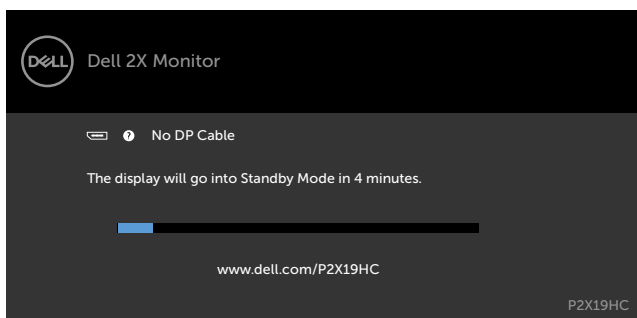 DELL Dell 2X Monitor
? No DP Cable
The display will go into Standby Mode in 4 minutes.
www.dell.com/P2X19HC
P2X19HC